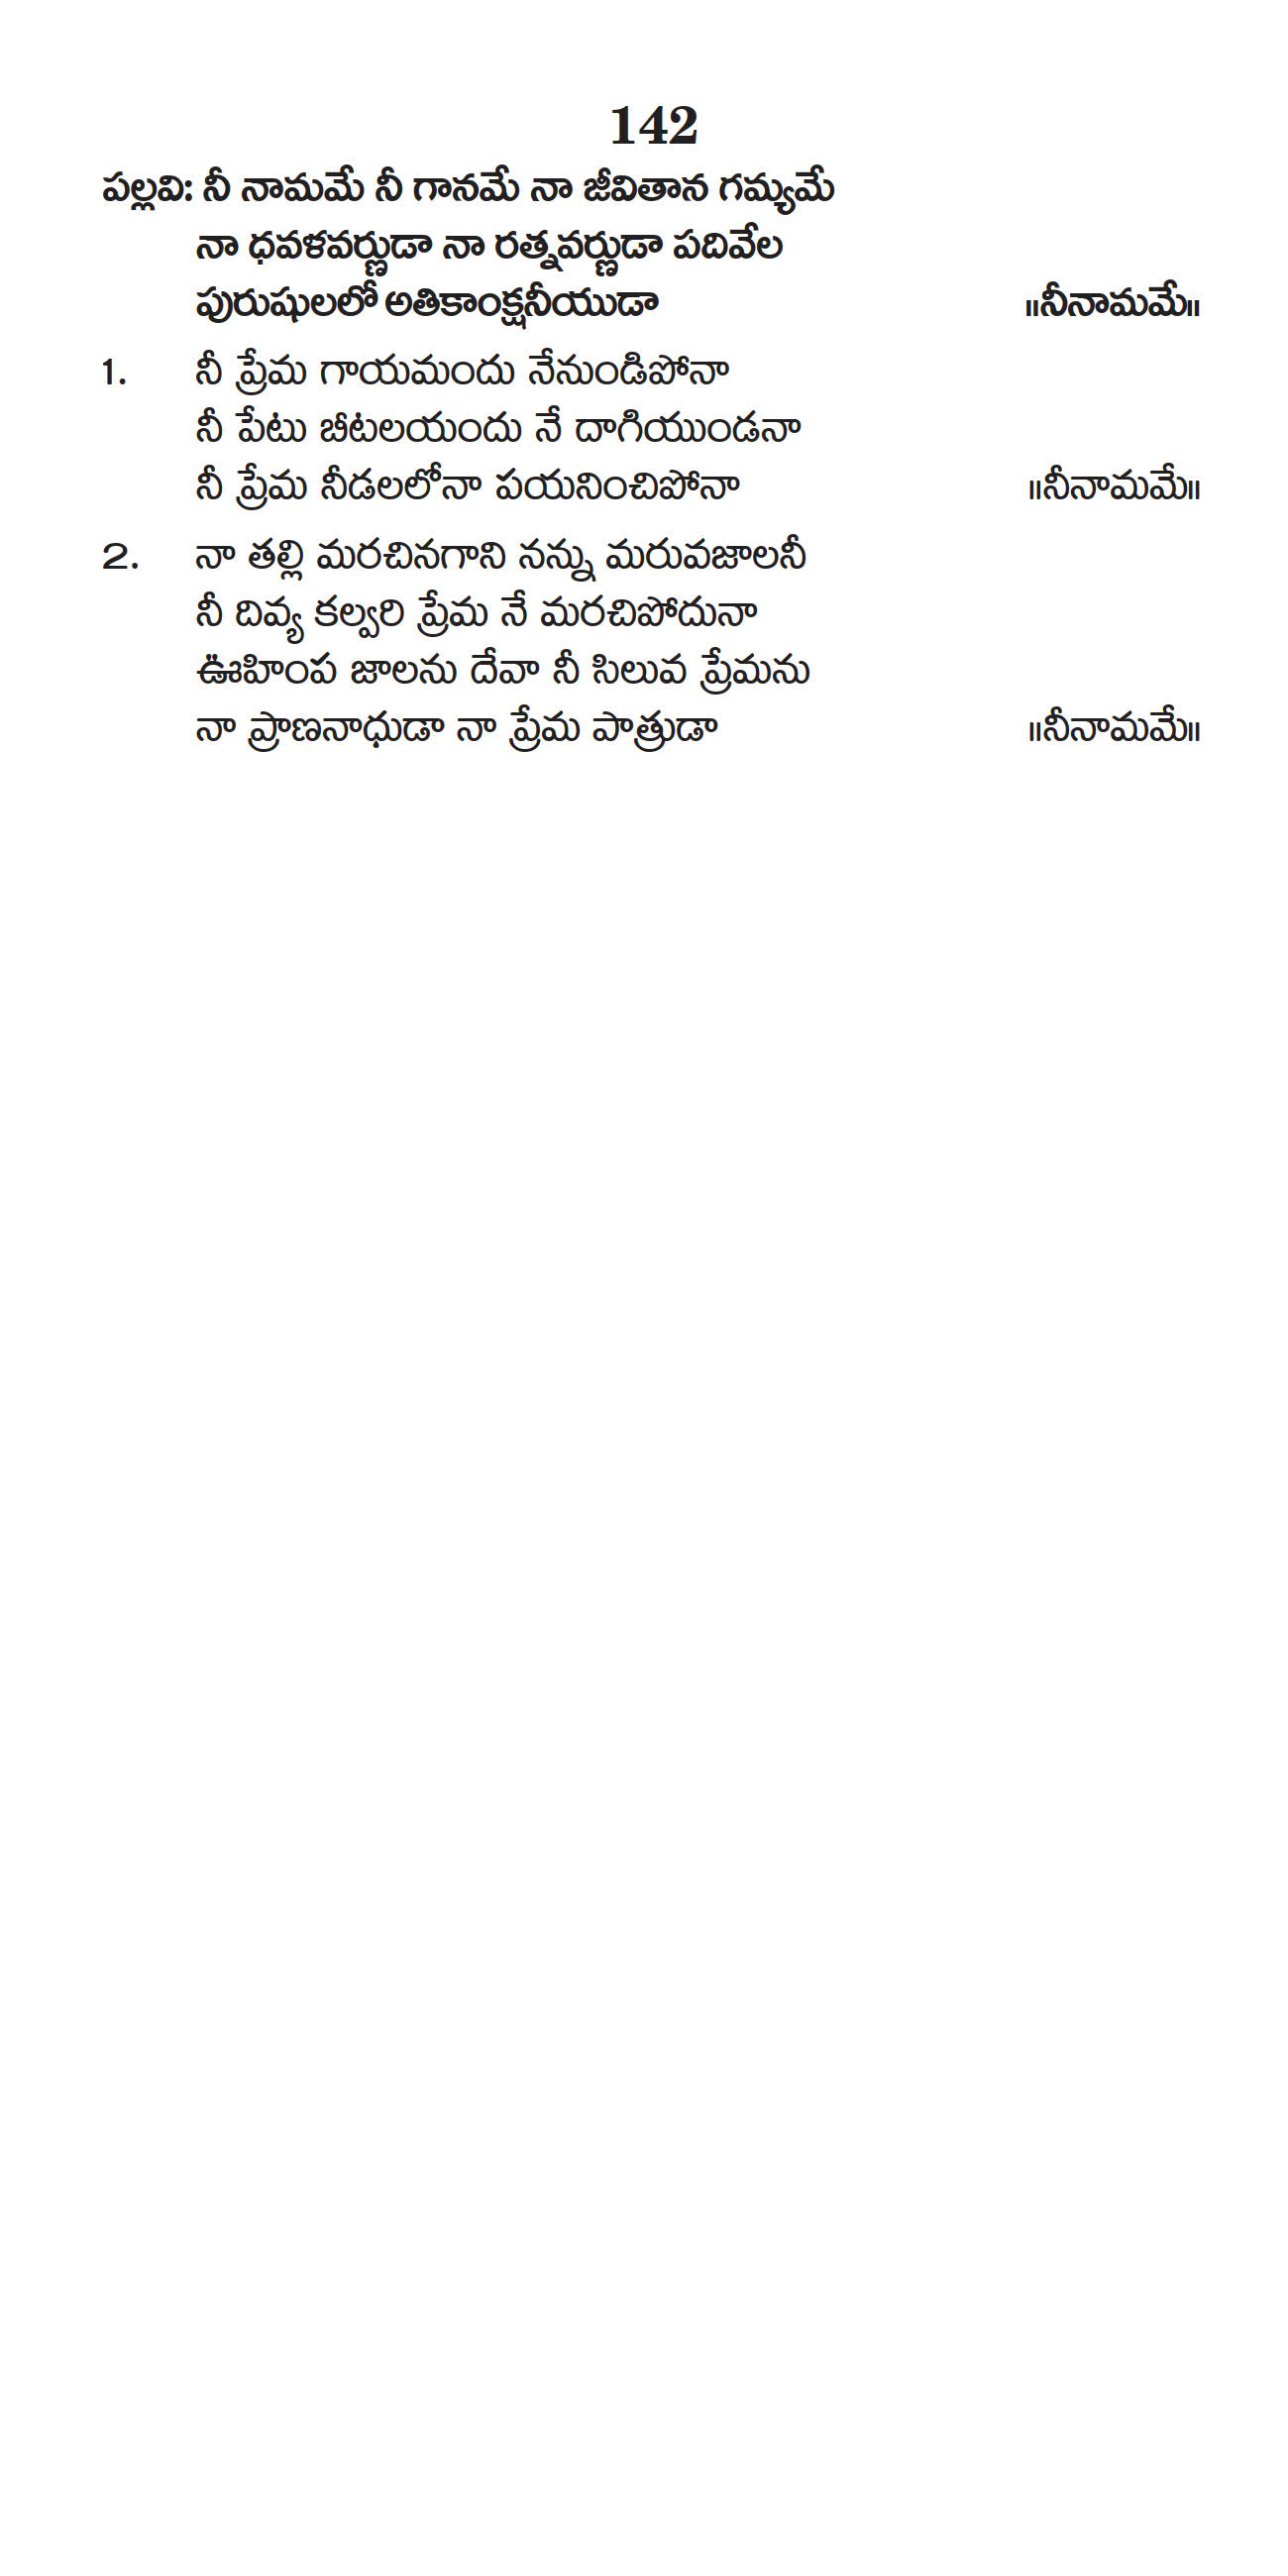 142
పల్లవి: నీ నామమే నీ గానమే నా జీవితాన గమ్యమే
నా ధవళవర్ణుడా నా రత్నవర్ణుడా పదివేల
పురుషులలో అతికాంక్షనీయుడా ॥నీనామమే॥
1. నీ ప్రేమ గాయమందు నేనుండిపోనా
నీ పేటు బీటలయందు నే దాగియుండనా
నీ ప్రేమ నీడలలోనా పయనించిపోనా ॥నీనామమే॥
2. నా తల్లి మరచినగాని నన్ను మరువజాలనీ
నీ దివ్య కల్వరి ప్రేమ నే మరచిపోదునా
ఊహింప జాలను దేవా నీ సిలువ ప్రేమను
నా ప్రాణనాధుడా నా ప్రేమ పాత్రుడా ॥నీనామమే॥